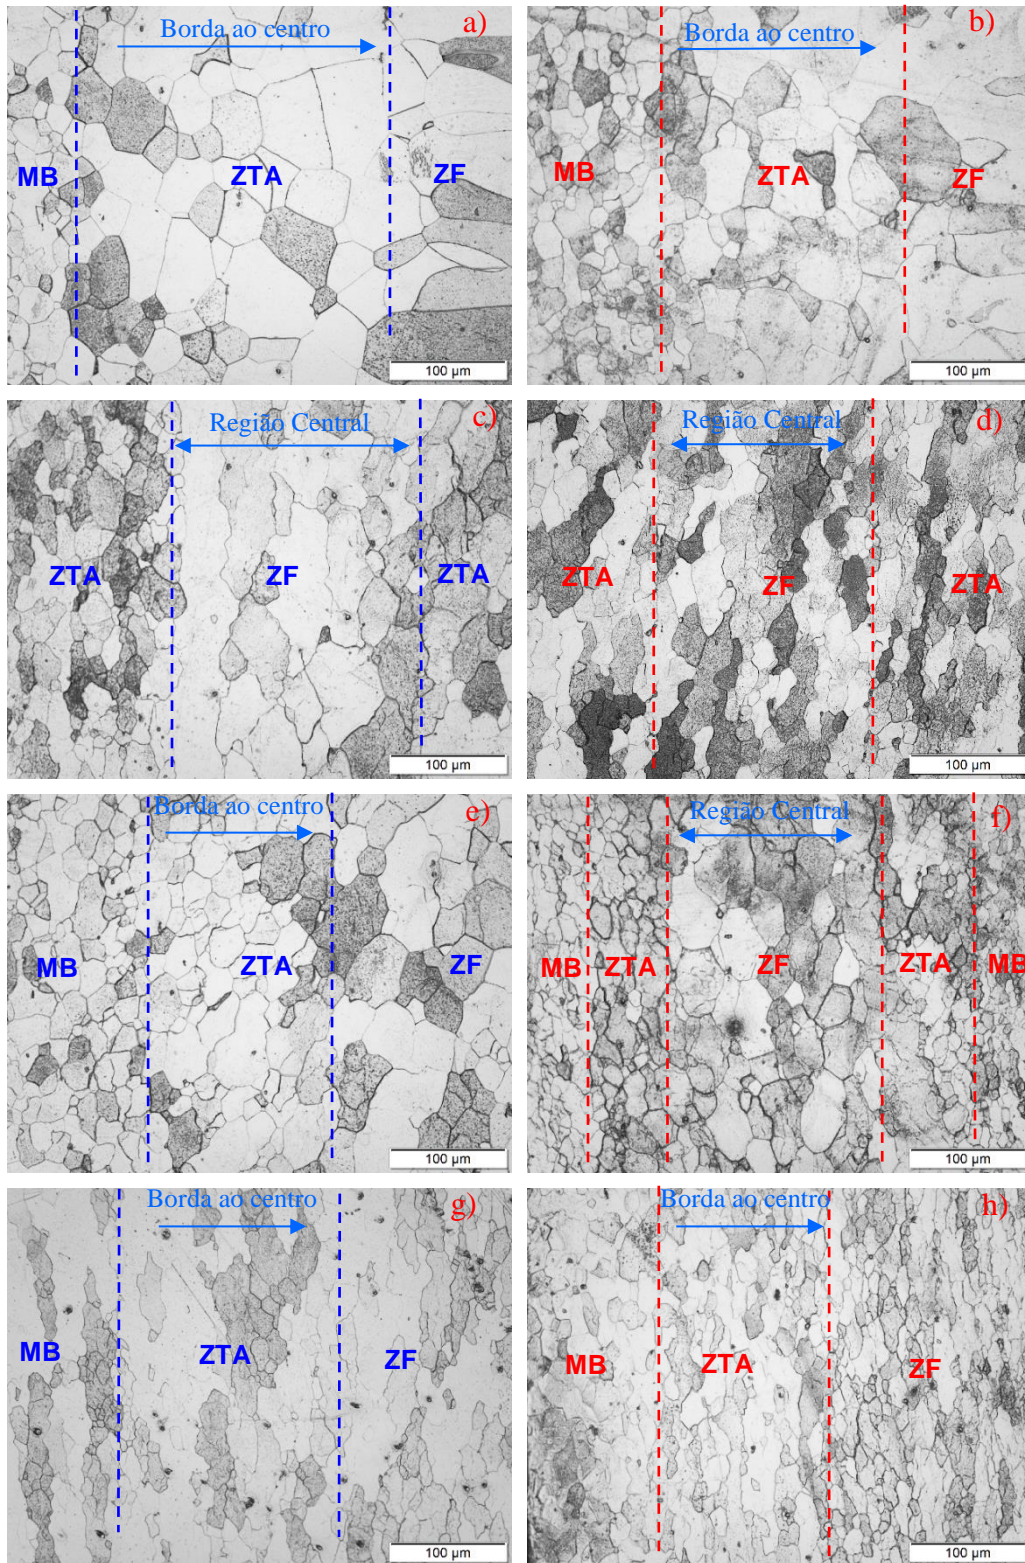 Borda ao centro
a)
MB
ZTA
ZF
100 µm
Borda ao centro
b)
MB
ZTA
ZF
100 µm
Região Central
c)
ZTA
ZF
ZTA
100 µm
Região Central
d)
ZTA
ZF
ZTA
100 µm
Borda ao centro
e)
MB
ZTA
ZF
100 µm
Região Central
f)
MB
ZTA
ZF
ZTA
MB
100 µm
Borda ao centro
g)
MB
ZTA
ZF
100 µm
Borda ao centro
h)
MB
ZTA
ZF
100 µm